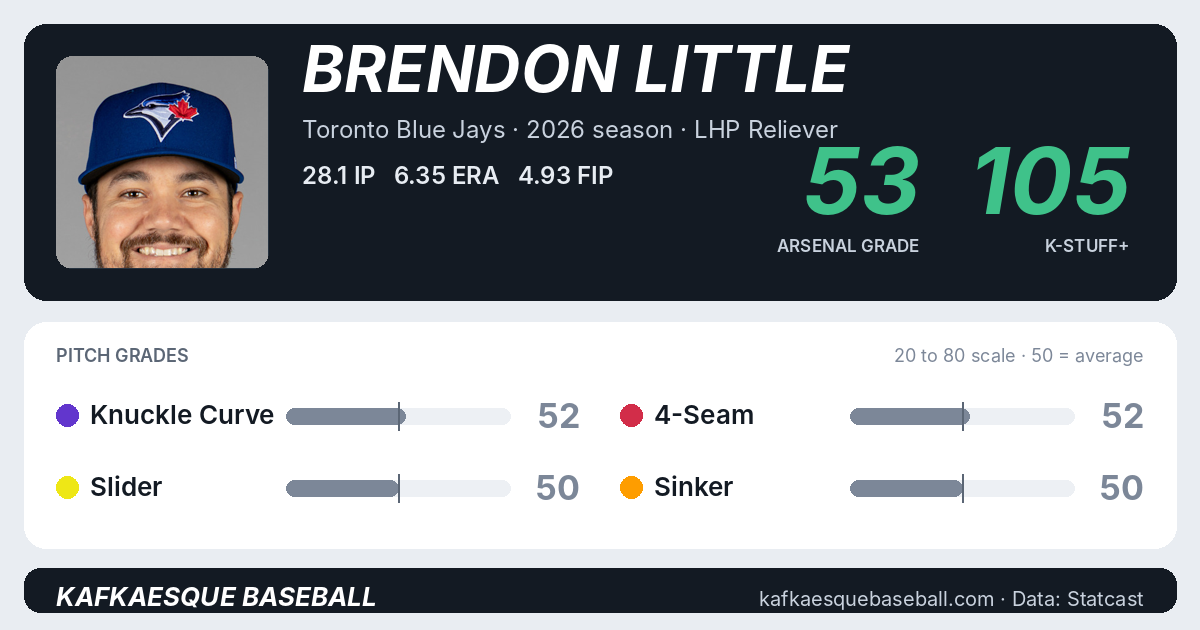 BRENDON LITTLE
Toronto Blue Jays · 2026 season · LHP Reliever
28.1 IP 6.35 ERA 4.93 FIP
53 105
ARSENAL GRADE K-STUFF+
PITCH GRADES 20 to 80 scale · 50 = average
Knuckle Curve 52 4-Seam 52
Slider 50 Sinker 50
KAFKAESQUE BASEBALL kafkaesquebaseball.com · Data: Statcast